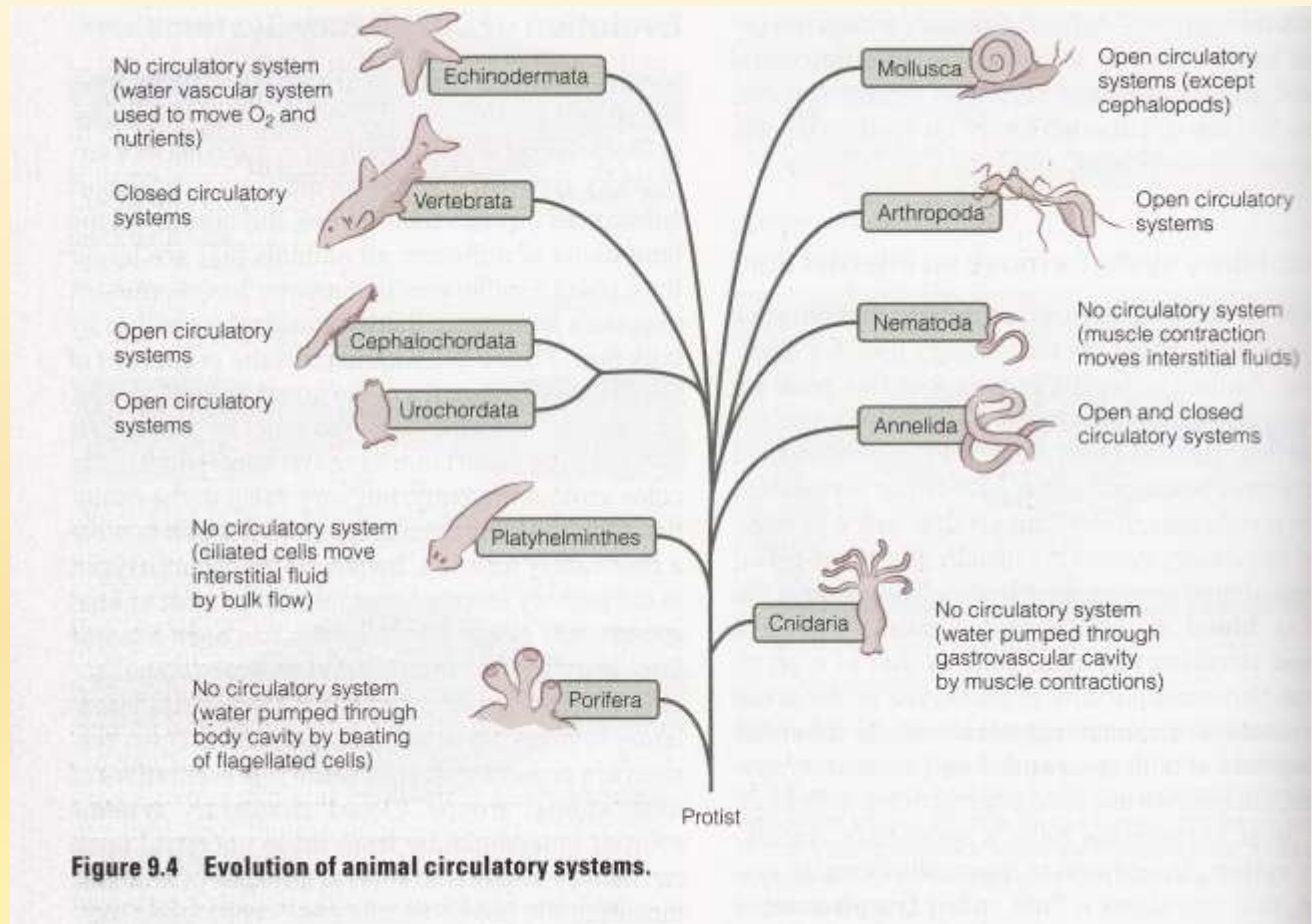 No circulatory system
(water vascular system
used to move O₂ and
nutrients)
Echinodermata
Mollusca
Open circulatory
systems (except
cephalopods)
Closed circulatory
systems
Vertebrata
Arthropoda
Open circulatory
systems
Open circulatory
systems
Cephalochordata
Nematoda
No circulatory system
(muscle contraction
moves interstitial fluids)
Open circulatory
systems
Urochordata
Annelida
Open and closed
circulatory systems
No circulatory system
(ciliated cells move
interstitial fluid
by bulk flow)
Platyhelminthes
Cnidaria
No circulatory system
(water pumped through
gastrovascular cavity
by muscle contractions)
No circulatory system
(water pumped through
body cavity by beating
of flagellated cells)
Porifera
Protist
Figure 9.4 Evolution of animal circulatory systems.